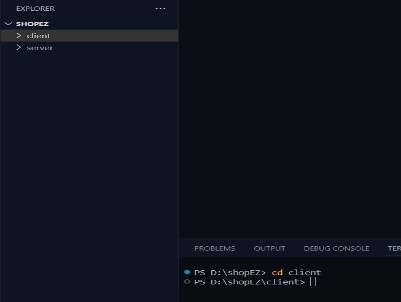 EXPLORER ...
SHOPEZ
client
server
PROBLEMS OUTPUT DEBUG CONSOLE TER
PS D:\shopEZ> cd client
PS D:\shopEZ\client>